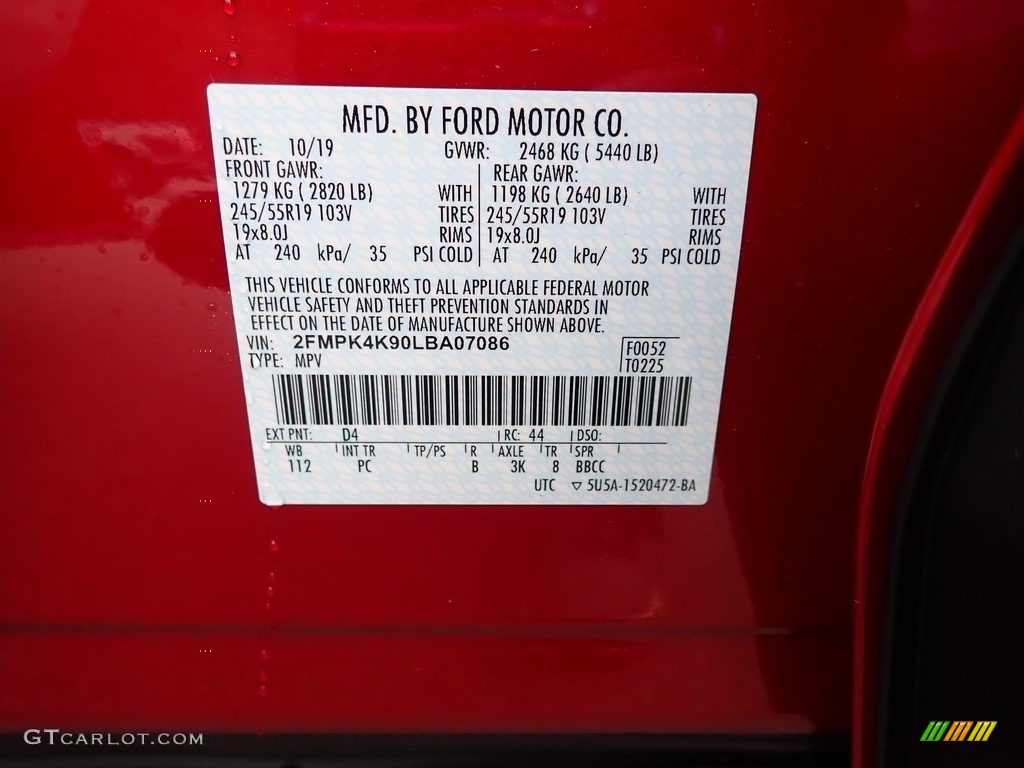 MFD. BY FORD MOTOR CO.
DATE: 10/19 GVWR: 2468 KG ( 5440 LB)
FRONT GAWR: REAR GAWR:
1279 KG ( 2820 LB) WITH 1198 KG ( 2640 LB) WITH
245/55R19 103V TIRES 245/55R19 103V TIRES
19x8.0J RIMS 19x8.0J RIMS
AT 240 kPa/ 35 PSI COLD AT 240 kPa/ 35 PSI COLD
THIS VEHICLE CONFORMS TO ALL APPLICABLE FEDERAL MOTOR
VEHICLE SAFETY AND THEFT PREVENTION STANDARDS IN
EFFECT ON THE DATE OF MANUFACTURE SHOWN ABOVE.
VIN: 2FMPK4K90LBA07086 F0052
TYPE: MPV T0225
EXT PNT: D4 RC: 44 DSO:
WB INT TR TP/PS R AXLE TR SPR
112 PC B 3K 8 BBCC
UTC ▽ 5U5A-1520472-BA
GTCARLOT.COM